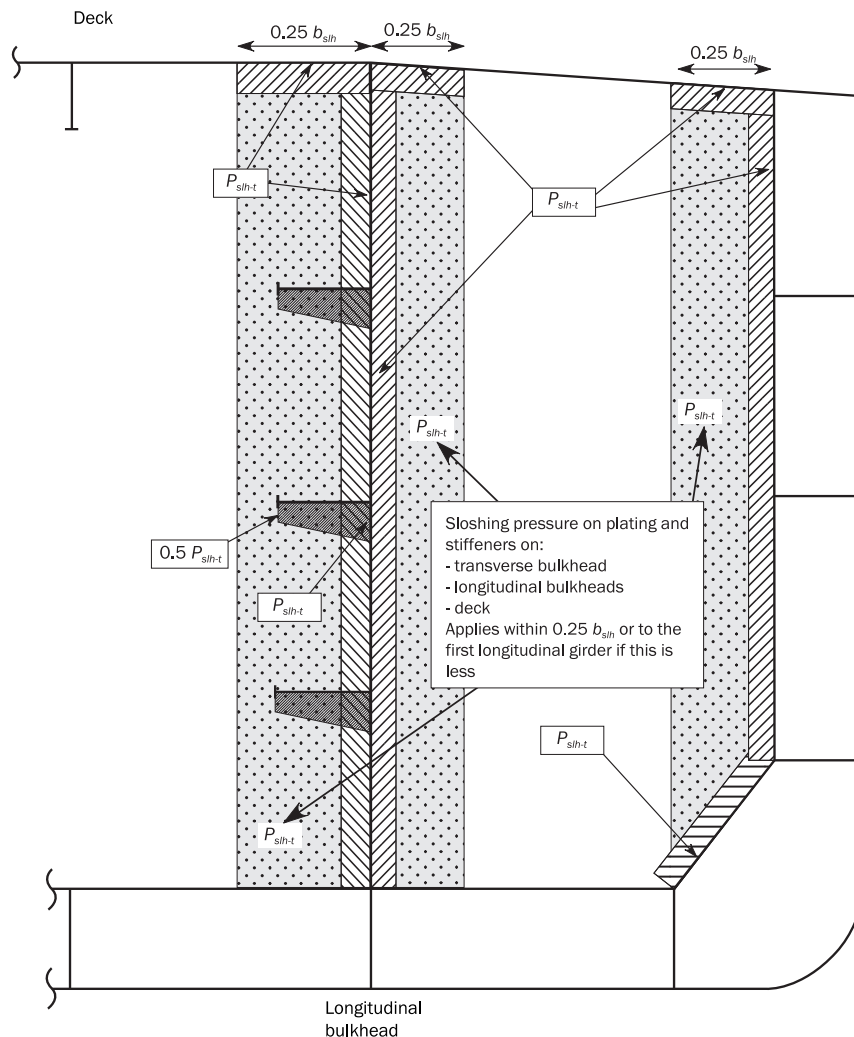 Deck
0.25 b_slh
0.25 b_slh
0.25 b_slh
P_slh-t
P_slh-t
P_slh-t
P_slh-t
Sloshing pressure on plating and
stiffeners on:
- transverse bulkhead
- longitudinal bulkheads
- deck
Applies within 0.25 b_slh or to the
first longitudinal girder if this is
less
0.5 P_slh-t
P_slh-t
P_slh-t
P_slh-t
Longitudinal
bulkhead